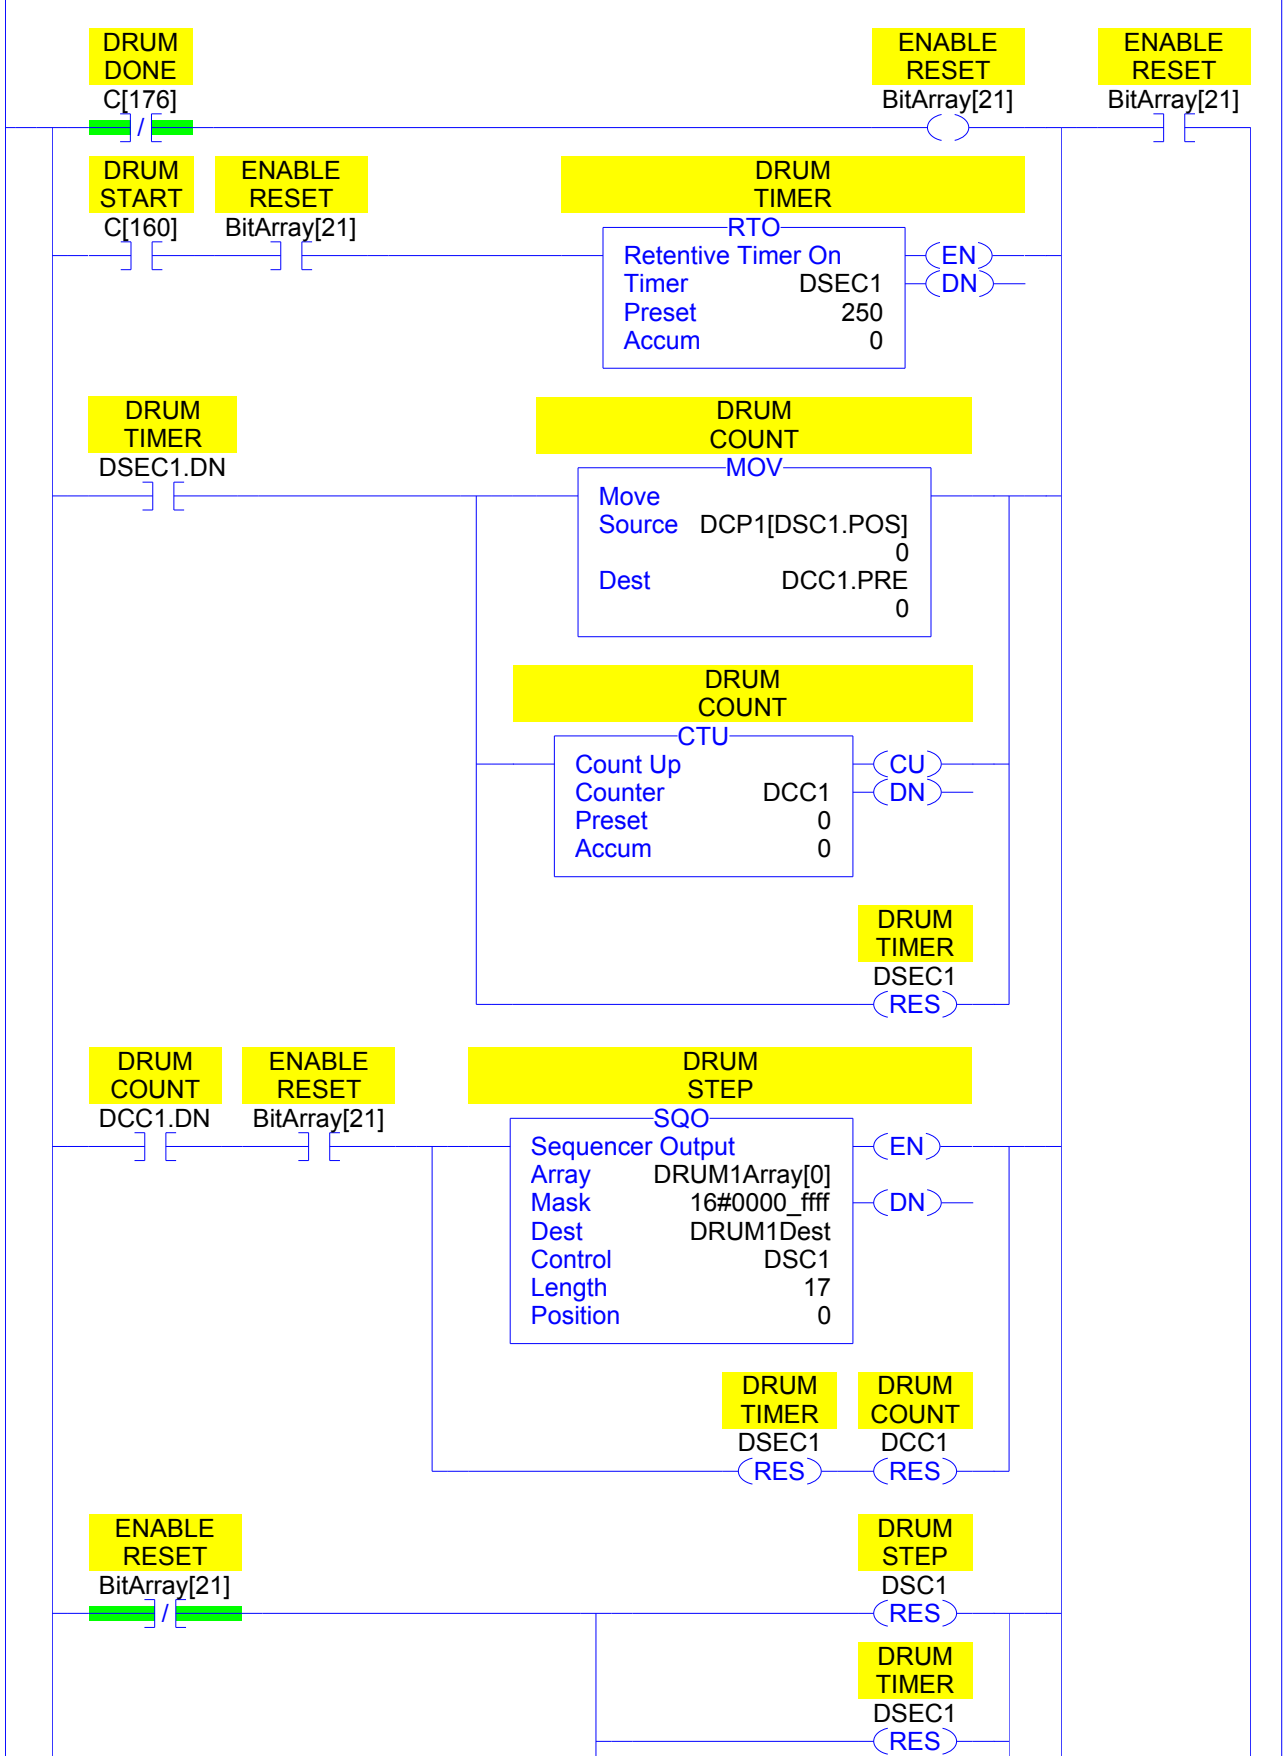 DRUM
DONE
C[176]
ENABLE
RESET
BitArray[21]
ENABLE
RESET
BitArray[21]
/
DRUM
START
C[160]
ENABLE
RESET
BitArray[21]
DRUM
TIMER
RTO
Retentive Timer On
Timer DSEC1
Preset 250
Accum 0
EN
DN
DRUM
TIMER
DSEC1.DN
DRUM
COUNT
MOV
Move
Source DCP1[DSC1.POS]
0
Dest DCC1.PRE
0
DRUM
COUNT
CTU
Count Up
Counter DCC1
Preset 0
Accum 0
CU
DN
DRUM
TIMER
DSEC1
RES
DRUM
COUNT
DCC1.DN
ENABLE
RESET
BitArray[21]
DRUM
STEP
SQO
Sequencer Output
Array DRUM1Array[0]
Mask 16#0000_ffff
Dest DRUM1Dest
Control DSC1
Length 17
Position 0
EN
DN
DRUM
TIMER
DSEC1
RES
DRUM
COUNT
DCC1
RES
ENABLE
RESET
BitArray[21]
/
DRUM
STEP
DSC1
RES
DRUM
TIMER
DSEC1
RES